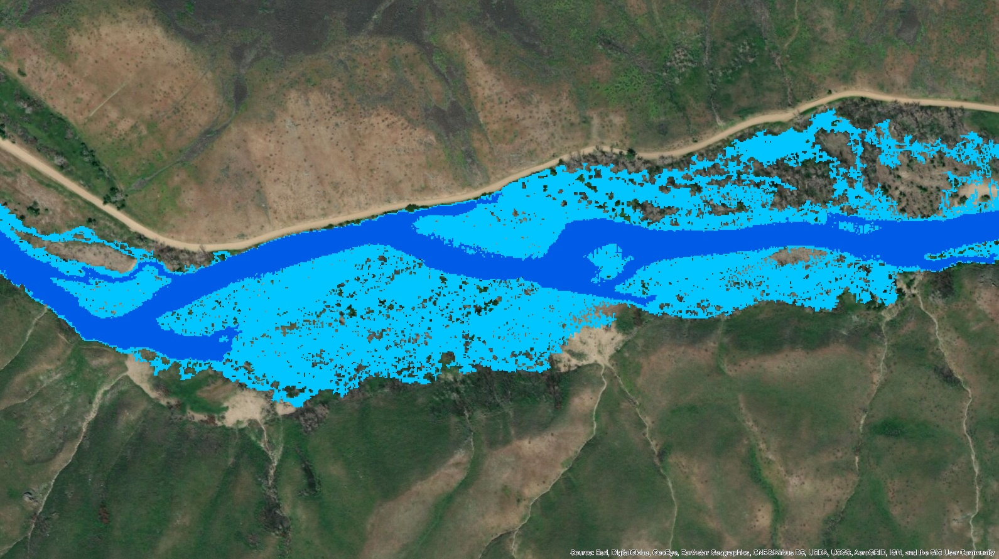 Source: Esri, DigitalGlobe, GeoEye, Earthstar Geographics, CNES/Airbus DS, USDA, USGS, AeroGRID, IGN, and the GIS User Community